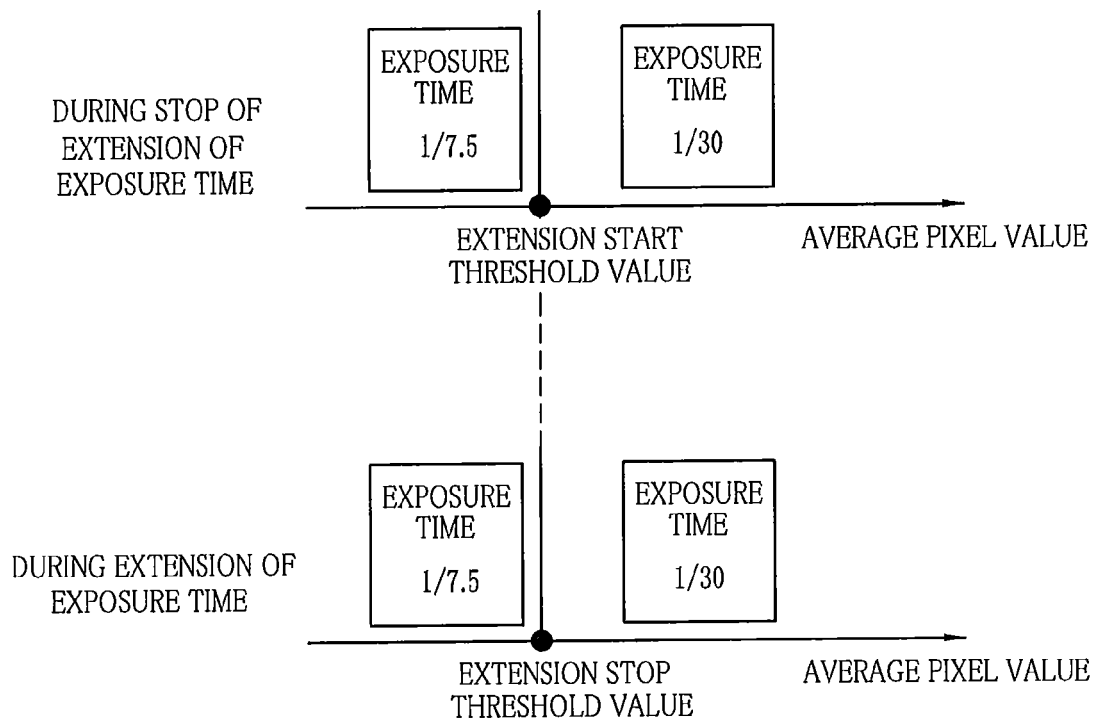 DURING STOP OF
EXTENSION OF
EXPOSURE TIME
EXPOSURE
TIME
1/7.5
EXPOSURE
TIME
1/30
EXTENSION START
THRESHOLD VALUE
AVERAGE PIXEL VALUE
DURING EXTENSION OF
EXPOSURE TIME
EXPOSURE
TIME
1/7.5
EXPOSURE
TIME
1/30
EXTENSION STOP
THRESHOLD VALUE
AVERAGE PIXEL VALUE